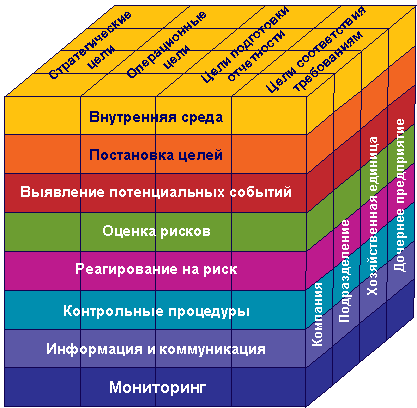 Стратегические
цели
Операционные
цели
Цели подготовки
отчетности
Цели соответствия
требованиям
Внутренняя среда
Постановка целей
Выявление потенциальных событий
Оценка рисков
Реагирование на риск
Контрольные процедуры
Информация и коммуникация
Мониторинг
Компания
Подразделение
Хозяйственная единица
Дочернее предприятие